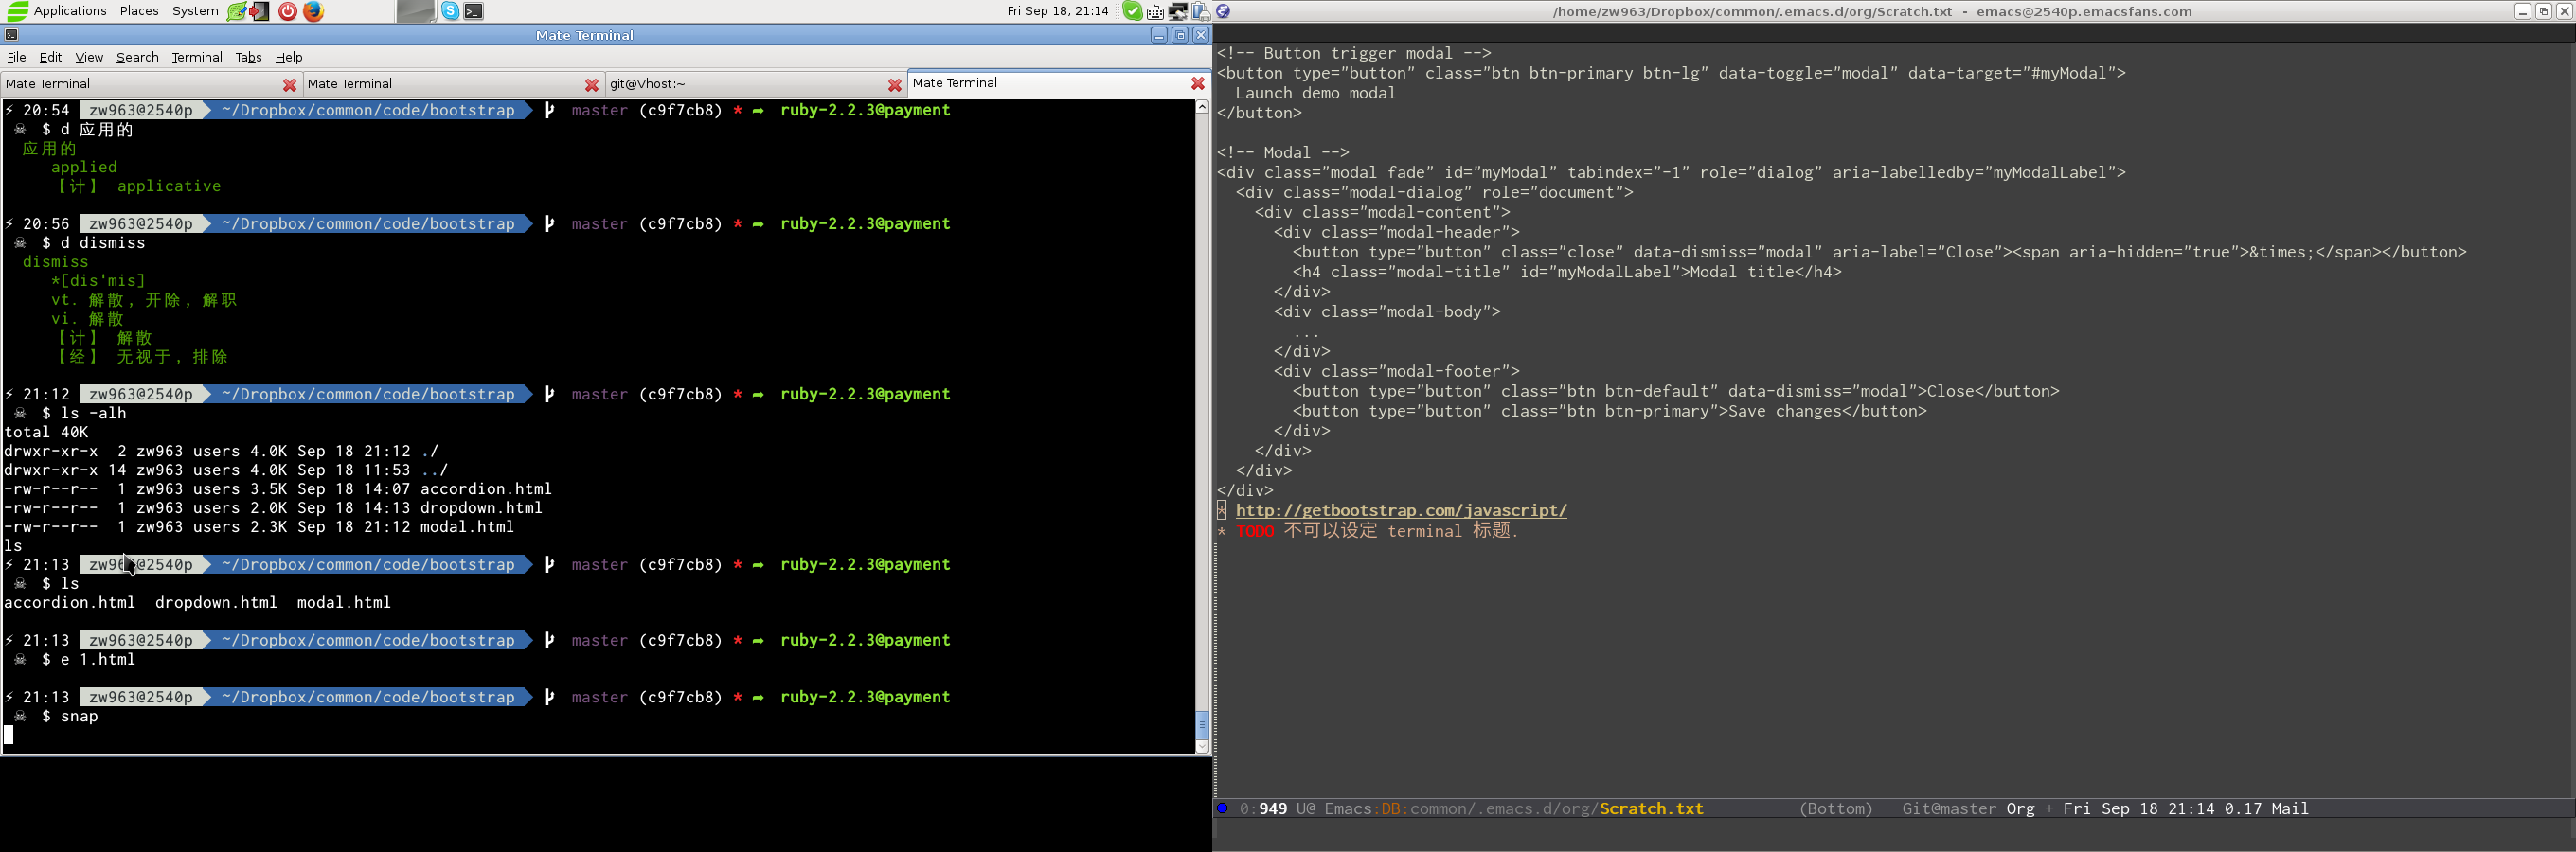 Applications Places System
Fri Sep 18, 21:14
Mate Terminal
File Edit View Search Terminal Tabs Help
Mate Terminal
Mate Terminal
git@Vhost:~
Mate Terminal
⚡ 20:54 zw963@2540p ~/Dropbox/common/code/bootstrap master (c9f7cb8) * ➡ ruby-2.2.3@payment
☠ $ d 应用的
应用的
applied
【计】 applicative
⚡ 20:56 zw963@2540p ~/Dropbox/common/code/bootstrap master (c9f7cb8) * ➡ ruby-2.2.3@payment
☠ $ d dismiss
dismiss
*[dis'mis]
vt. 解散, 开除, 解职
vi. 解散
【计】 解散
【经】 无视于, 排除
⚡ 21:12 zw963@2540p ~/Dropbox/common/code/bootstrap master (c9f7cb8) * ➡ ruby-2.2.3@payment
☠ $ ls -alh
total 40K
drwxr-xr-x  2 zw963 users 4.0K Sep 18 21:12 ./
drwxr-xr-x 14 zw963 users 4.0K Sep 18 11:53 ../
-rw-r--r--  1 zw963 users 3.5K Sep 18 14:07 accordion.html
-rw-r--r--  1 zw963 users 2.0K Sep 18 14:13 dropdown.html
-rw-r--r--  1 zw963 users 2.3K Sep 18 21:12 modal.html
ls
⚡ 21:13 zw963@2540p ~/Dropbox/common/code/bootstrap master (c9f7cb8) * ➡ ruby-2.2.3@payment
☠ $ ls
accordion.html  dropdown.html  modal.html
⚡ 21:13 zw963@2540p ~/Dropbox/common/code/bootstrap master (c9f7cb8) * ➡ ruby-2.2.3@payment
☠ $ e 1.html
⚡ 21:13 zw963@2540p ~/Dropbox/common/code/bootstrap master (c9f7cb8) * ➡ ruby-2.2.3@payment
☠ $ snap
/home/zw963/Dropbox/common/.emacs.d/org/Scratch.txt - emacs@2540p.emacsfans.com
<!-- Button trigger modal -->
<button type="button" class="btn btn-primary btn-lg" data-toggle="modal" data-target="#myModal">
  Launch demo modal
</button>
<!-- Modal -->
<div class="modal fade" id="myModal" tabindex="-1" role="dialog" aria-labelledby="myModalLabel">
  <div class="modal-dialog" role="document">
    <div class="modal-content">
      <div class="modal-header">
        <button type="button" class="close" data-dismiss="modal" aria-label="Close"><span aria-hidden="true">&times;</span></button>
        <h4 class="modal-title" id="myModalLabel">Modal title</h4>
      </div>
      <div class="modal-body">
        ...
      </div>
      <div class="modal-footer">
        <button type="button" class="btn btn-default" data-dismiss="modal">Close</button>
        <button type="button" class="btn btn-primary">Save changes</button>
      </div>
    </div>
  </div>
</div>
* http://getbootstrap.com/javascript/
* TODO 不可以设定 terminal 标题.
0:949 U@ Emacs:DB:common/.emacs.d/org/Scratch.txt (Bottom) Git@master Org + Fri Sep 18 21:14 0.17 Mail